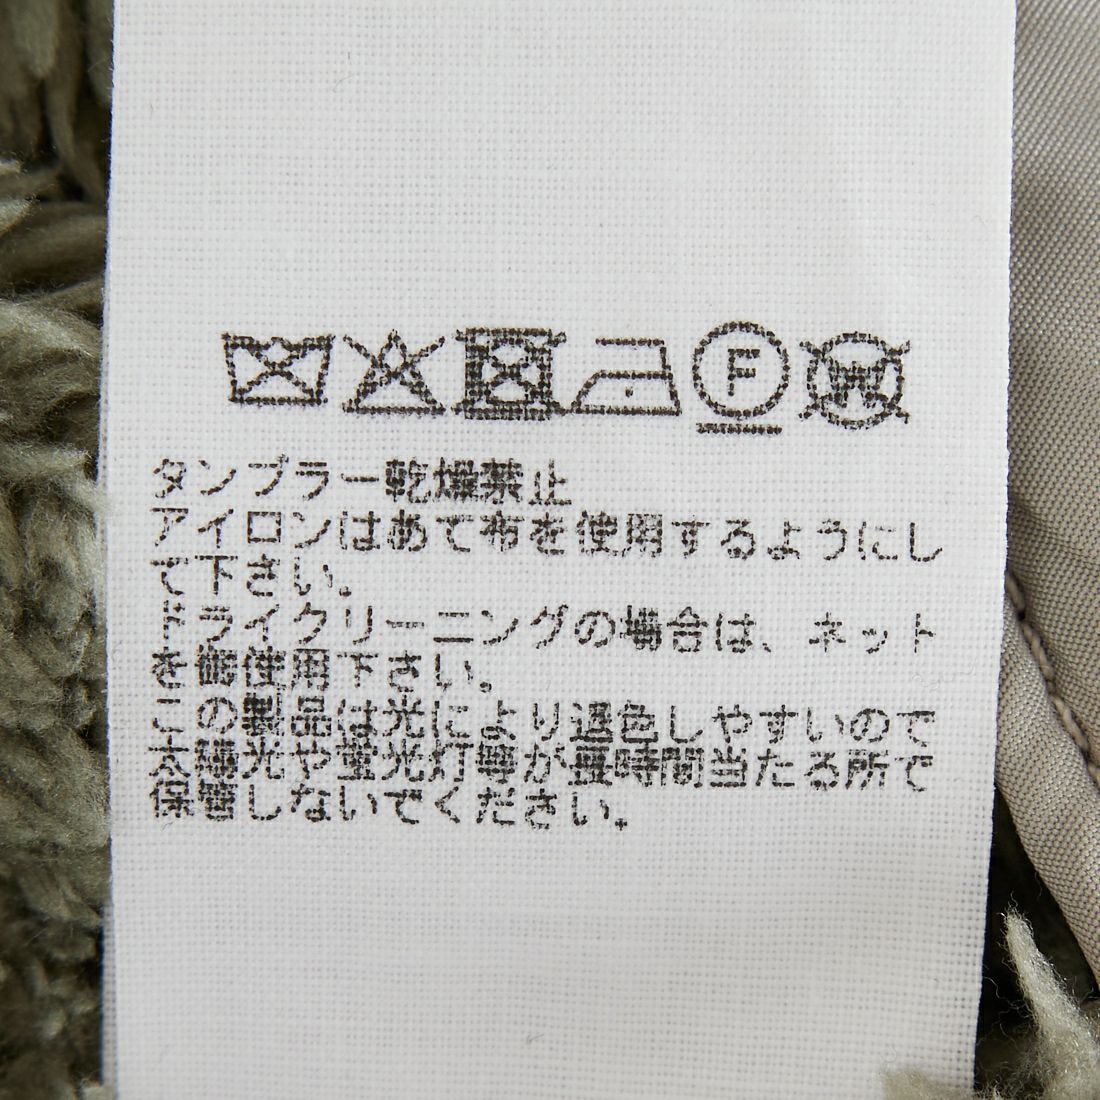 F W
タンブラー乾燥禁止
アイロンはあて布を使用するようにし
て下さい。
ドライクリーニングの場合は、ネット
を御使用下さい。
この製品は光により退色しやすいので
太陽光や蛍光灯等が長時間当たる所で
保管しないでください。